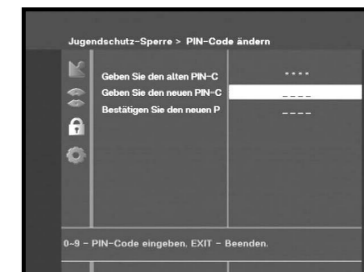 Jugendschutz-Sperre > PIN-Code ändern
Geben Sie den alten PIN-C ....
Geben Sie den neuen PIN-C _ _ _ _
Bestätigen Sie den neuen P _ _ _ _
0~9 - PIN-Code eingeben, EXIT - Beenden.